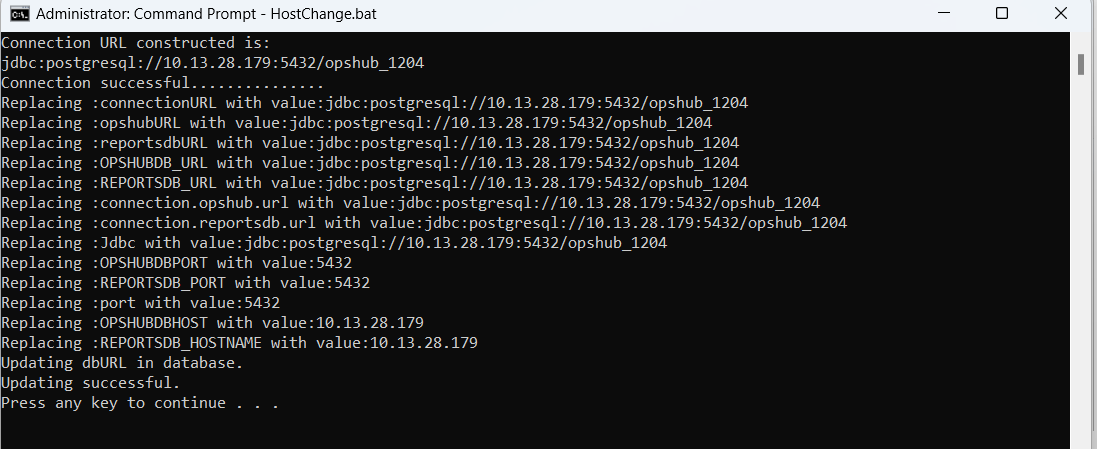 Administrator: Command Prompt - HostChange.bat
Connection URL constructed is:
jdbc:postgresql://10.13.28.179:5432/opshub_1204
Connection successful...............
Replacing :connectionURL with value:jdbc:postgresql://10.13.28.179:5432/opshub_1204
Replacing :opshubURL with value:jdbc:postgresql://10.13.28.179:5432/opshub_1204
Replacing :reportsdbURL with value:jdbc:postgresql://10.13.28.179:5432/opshub_1204
Replacing :OPSHUBDB_URL with value:jdbc:postgresql://10.13.28.179:5432/opshub_1204
Replacing :REPORTSDB_URL with value:jdbc:postgresql://10.13.28.179:5432/opshub_1204
Replacing :connection.opshub.url with value:jdbc:postgresql://10.13.28.179:5432/opshub_1204
Replacing :connection.reportsdb.url with value:jdbc:postgresql://10.13.28.179:5432/opshub_1204
Replacing :Jdbc with value:jdbc:postgresql://10.13.28.179:5432/opshub_1204
Replacing :OPSHUBDBPORT with value:5432
Replacing :REPORTSDB_PORT with value:5432
Replacing :port with value:5432
Replacing :OPSHUBDBHOST with value:10.13.28.179
Replacing :REPORTSDB_HOSTNAME with value:10.13.28.179
Updating dbURL in database.
Updating successful.
Press any key to continue . . .